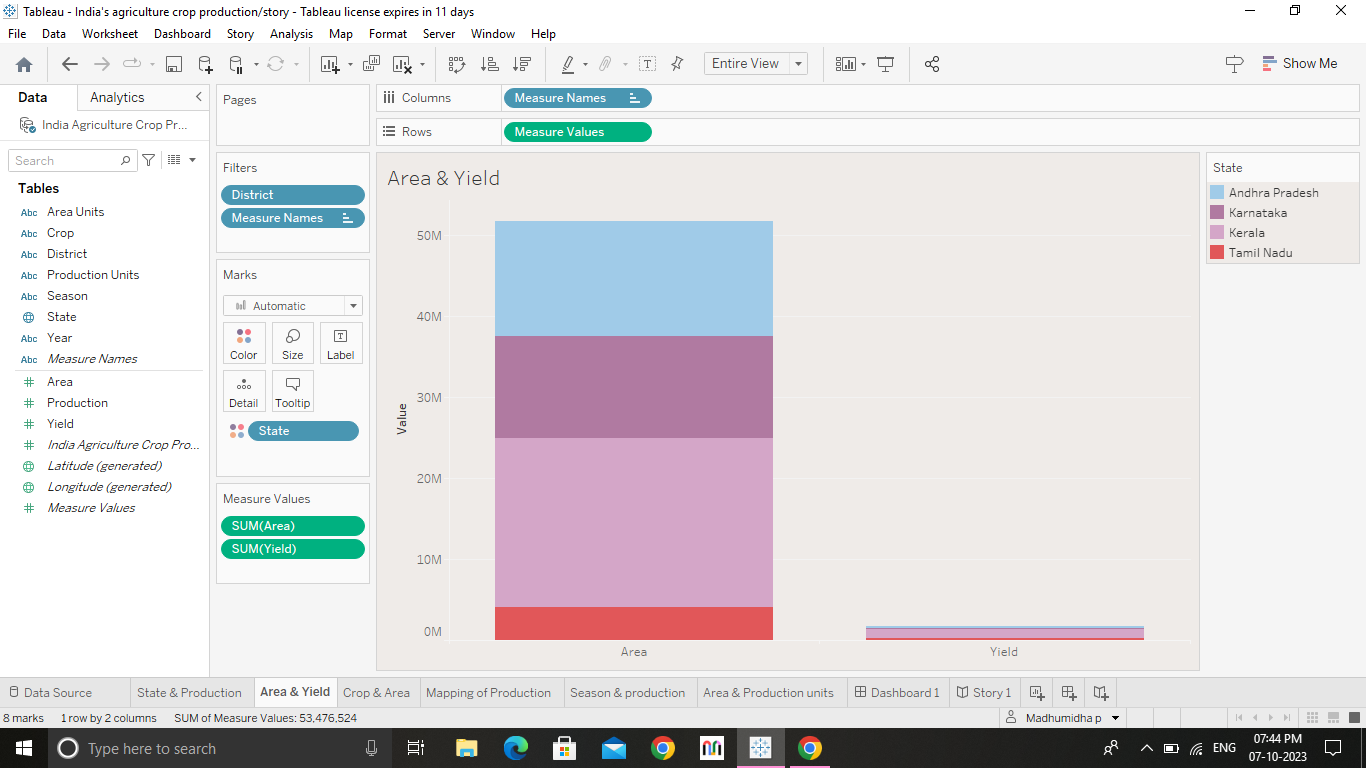 Tableau - India's agriculture crop production/story - Tableau license expires in 11 days
File Data Worksheet Dashboard Story Analysis Map Format Server Window Help
Entire View
Show Me
Data Analytics
India Agriculture Crop Pr...
Search
Tables
Abc Area Units
Abc Crop
Abc District
Abc Production Units
Abc Season
State
Abc Year
Abc Measure Names
Area
Production
Yield
India Agriculture Crop Pro...
Latitude (generated)
Longitude (generated)
Measure Values
Pages
Filters
District
Measure Names
Marks
Automatic
Color Size Label
Detail Tooltip
State
Measure Values
SUM(Area)
SUM(Yield)
Columns Measure Names
Rows Measure Values
Area & Yield
50M
40M
30M
20M
10M
0M
Value
Area Yield
State
Andhra Pradesh
Karnataka
Kerala
Tamil Nadu
Data Source State & Production Area & Yield Crop & Area Mapping of Production Season & production Area & Production units Dashboard 1 Story 1
8 marks 1 row by 2 columns SUM of Measure Values: 53,476,524 Madhumidha p
Type here to search
ENG
07:44 PM
07-10-2023